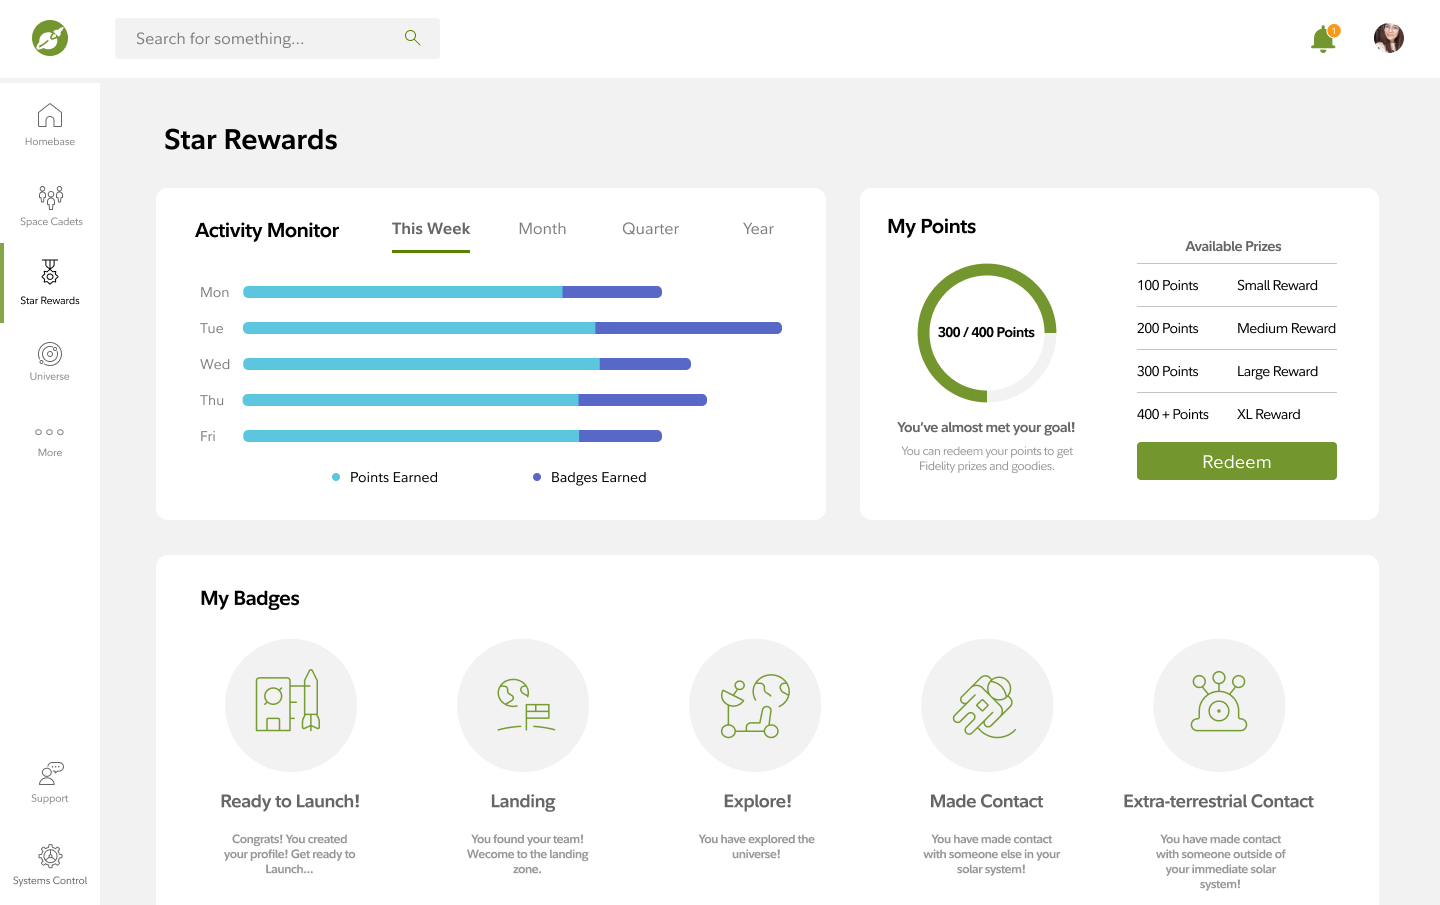 Search for something...
1
Homebase
Space Cadets
Star Rewards
Universe
More
Support
Systems Control
Star Rewards
Activity Monitor
This Week
Month
Quarter
Year
Mon
Tue
Wed
Thu
Fri
Points Earned
Badges Earned
My Points
300 / 400 Points
You've almost met your goal!
You can redeem your points to get
Fidelity prizes and goodies.
Available Prizes
100 Points Small Reward
200 Points Medium Reward
300 Points Large Reward
400 + Points XL Reward
Redeem
My Badges
Ready to Launch!
Congrats! You created
your profile! Get ready to
Launch...
Landing
You found your team!
Wecome to the landing
zone.
Explore!
You have explored the
universe!
Made Contact
You have made contact
with someone else in your
solar system!
Extra-terrestrial Contact
You have made contact
with someone outside of
your immediate solar
system!